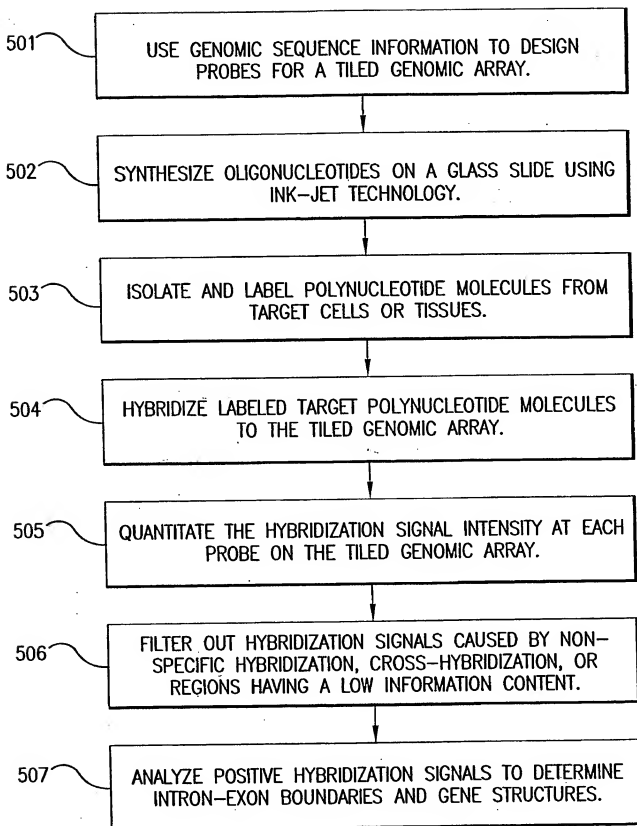 501
USE GENOMIC SEQUENCE INFORMATION TO DESIGN
PROBES FOR A TILED GENOMIC ARRAY.
502
SYNTHESIZE OLIGONUCLEOTIDES ON A GLASS SLIDE USING
INK-JET TECHNOLOGY.
503
ISOLATE AND LABEL POLYNUCLEOTIDE MOLECULES FROM
TARGET CELLS OR TISSUES.
504
HYBRIDIZE LABELED TARGET POLYNUCLEOTIDE MOLECULES
TO THE TILED GENOMIC ARRAY.
505
QUANTITATE THE HYBRIDIZATION SIGNAL INTENSITY AT EACH
PROBE ON THE TILED GENOMIC ARRAY.
506
FILTER OUT HYBRIDIZATION SIGNALS CAUSED BY NON-
SPECIFIC HYBRIDIZATION, CROSS-HYBRIDIZATION, OR
REGIONS HAVING A LOW INFORMATION CONTENT.
507
ANALYZE POSITIVE HYBRIDIZATION SIGNALS TO DETERMINE
INTRON-EXON BOUNDARIES AND GENE STRUCTURES.